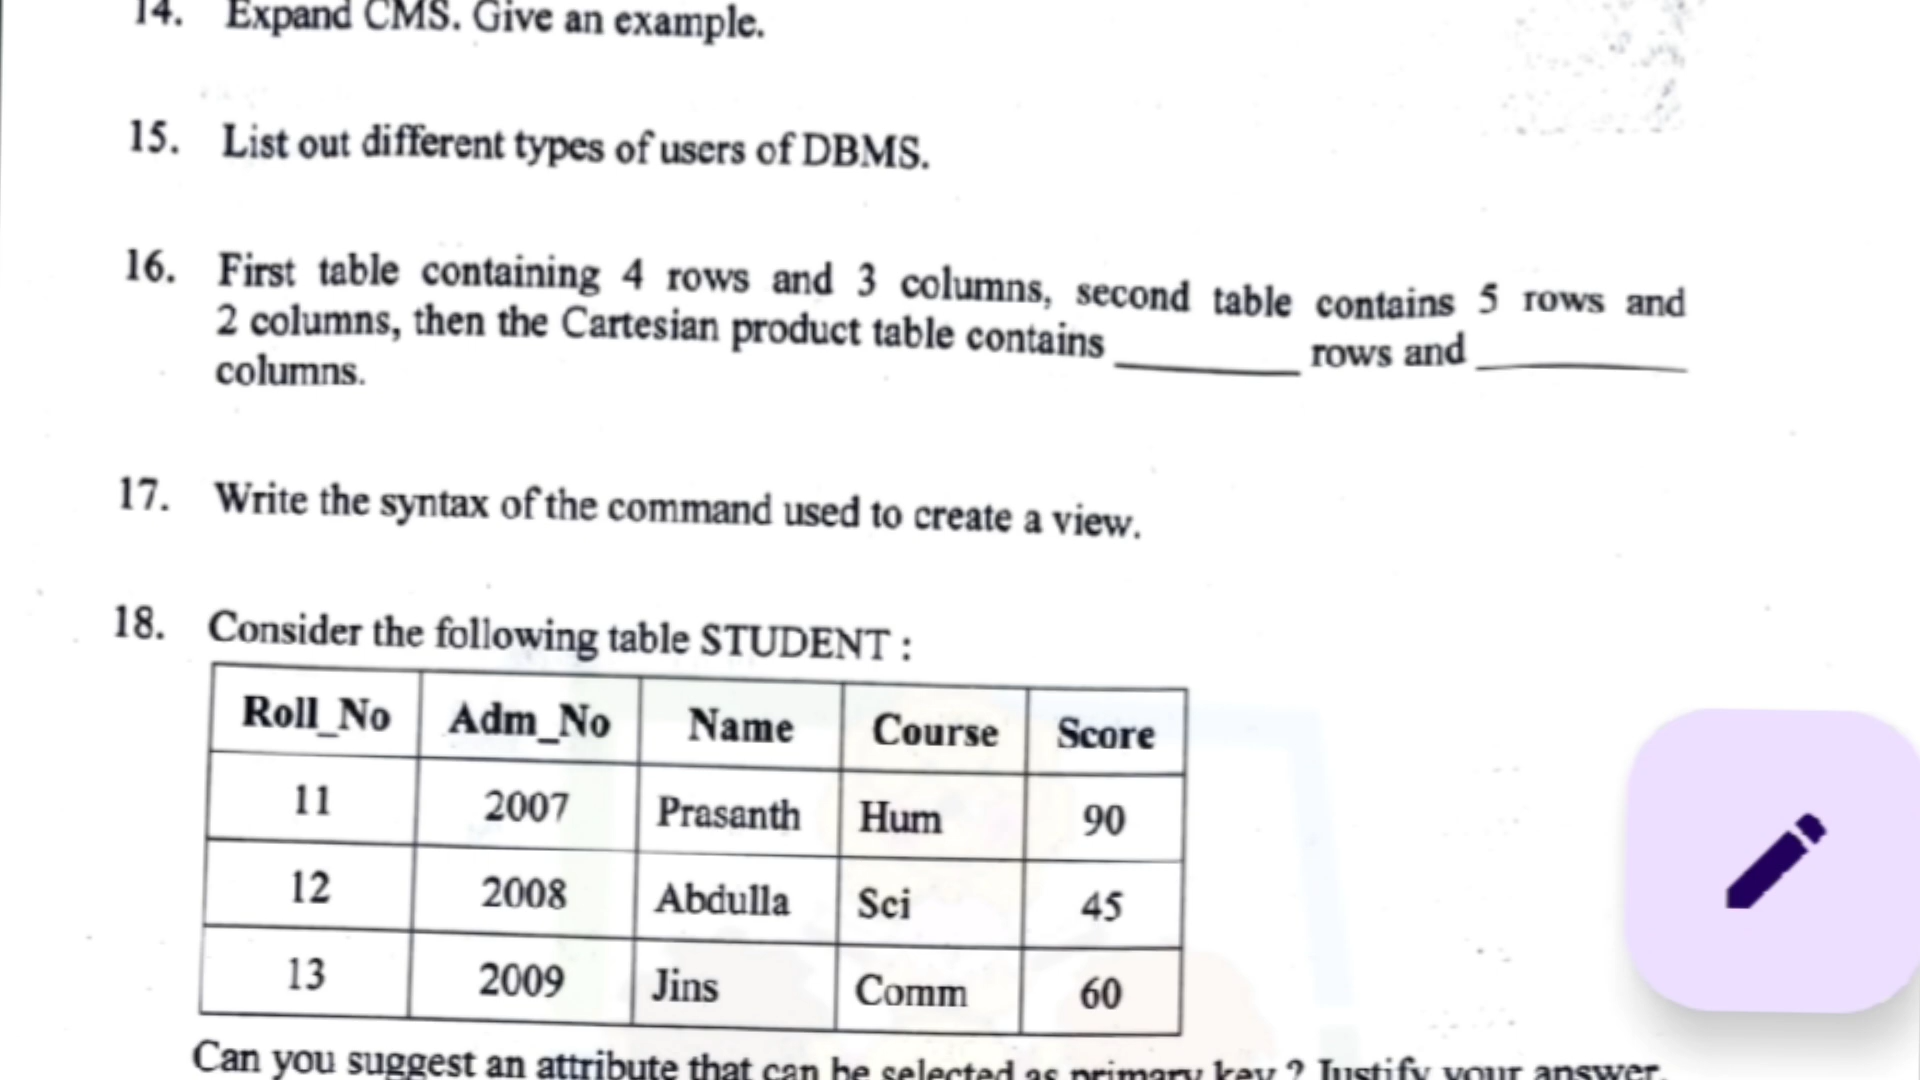 14. Expand CMS. Give an example.
15. List out different types of users of DBMS.
16. First table containing 4 rows and 3 columns, second table contains 5 rows and
2 columns, then the Cartesian product table contains ________ rows and ________
columns.
17. Write the syntax of the command used to create a view.
18. Consider the following table STUDENT :
Roll_No Adm_No Name Course Score
11 2007 Prasanth Hum 90
12 2008 Abdulla Sci 45
13 2009 Jins Comm 60
Can you suggest an attribute that can be selected as primary key ? Justify your answer.